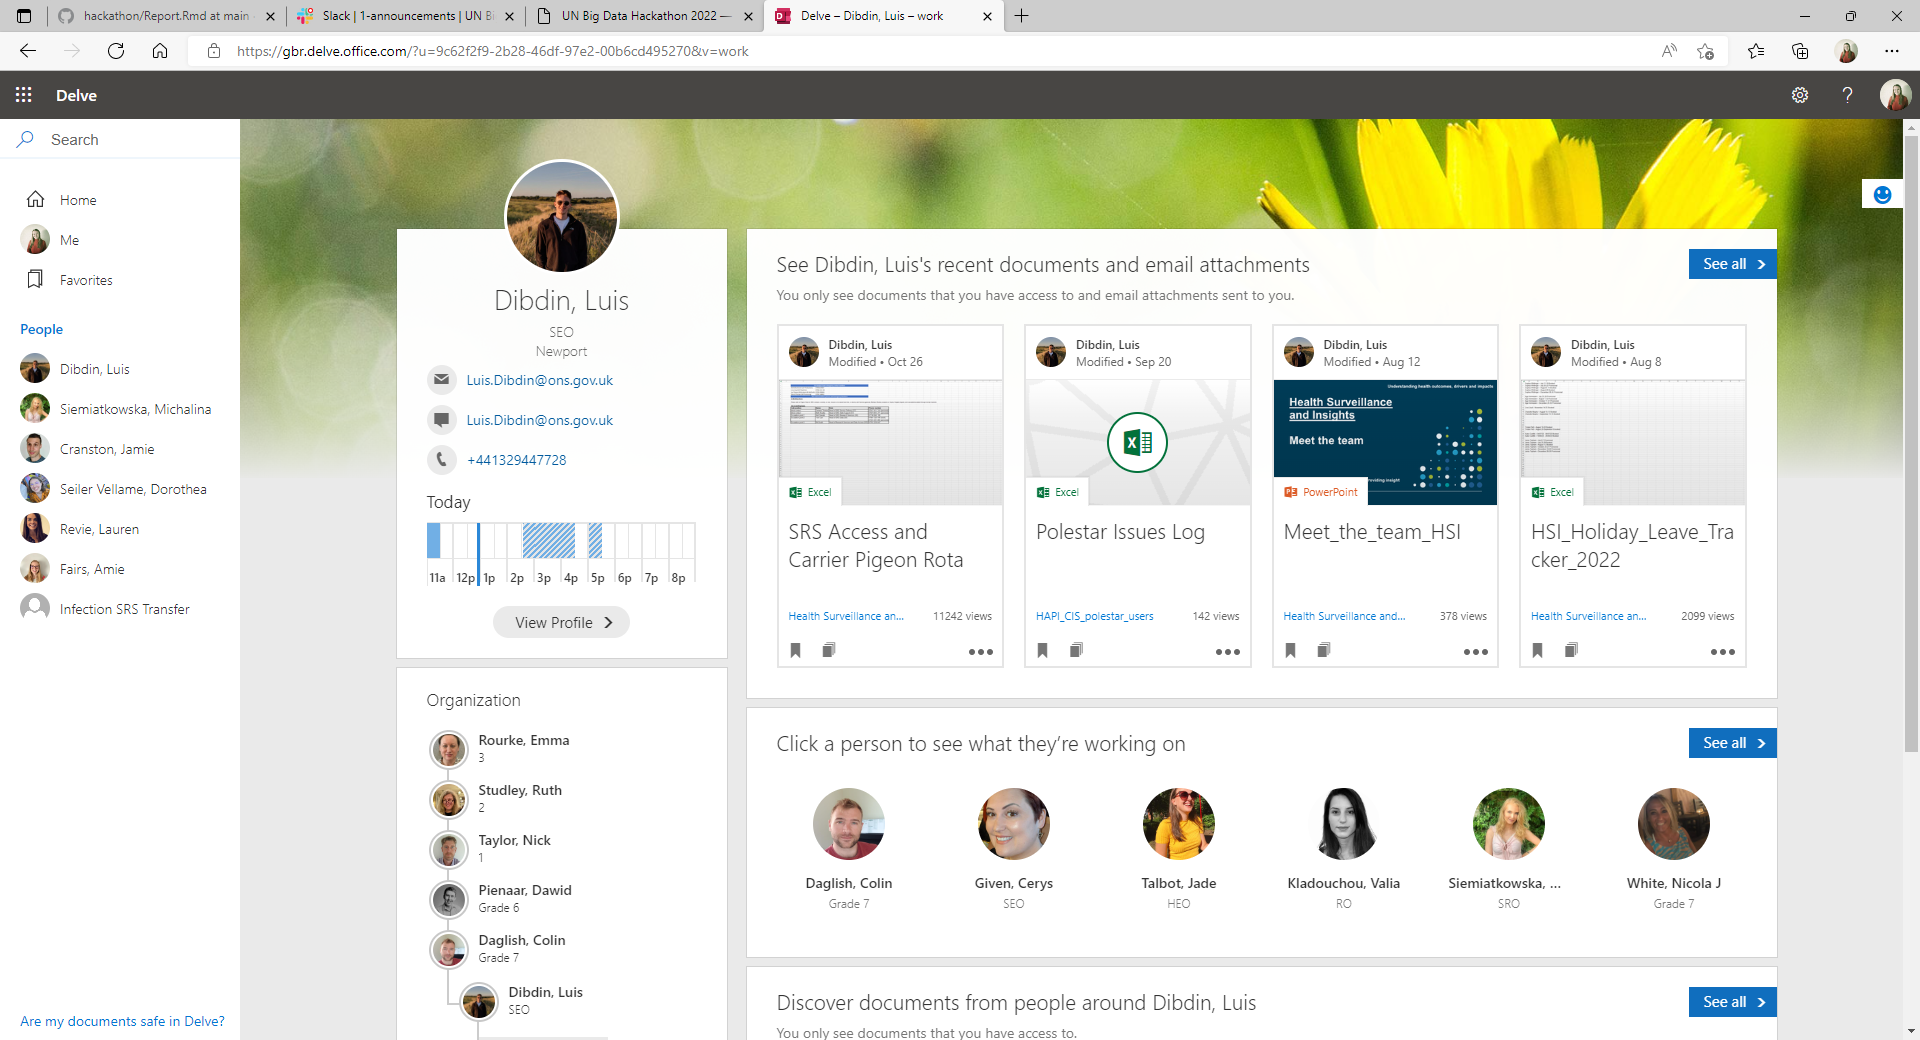 hackathon/Report.Rmd at main
Slack | 1-announcements | UN Bi
UN Big Data Hackathon 2022 —
Delve – Dibdin, Luis – work
https://gbr.delve.office.com/?u=9c62f2f9-2b28-46df-97e2-00b6cd495270&v=work
Delve
Search
Home
Me
Favorites
People
Dibdin, Luis
Siemiatkowska, Michalina
Cranston, Jamie
Seiler Vellame, Dorothea
Revie, Lauren
Fairs, Amie
Infection SRS Transfer
Are my documents safe in Delve?
Dibdin, Luis
SEO
Newport
Luis.Dibdin@ons.gov.uk
Luis.Dibdin@ons.gov.uk
+441329447728
Today
11a 12p 1p 2p 3p 4p 5p 6p 7p 8p
View Profile
Organization
Rourke, Emma
3
Studley, Ruth
2
Taylor, Nick
1
Pienaar, Dawid
Grade 6
Daglish, Colin
Grade 7
Dibdin, Luis
SEO
See Dibdin, Luis's recent documents and email attachments
See all
You only see documents that you have access to and email attachments sent to you.
Dibdin, Luis
Modified • Oct 26
Excel
SRS Access and
Carrier Pigeon Rota
Health Surveillance an... 11242 views
Dibdin, Luis
Modified • Sep 20
Excel
Polestar Issues Log
HAPI_CIS_polestar_users 142 views
Dibdin, Luis
Modified • Aug 12
Understanding health outcomes, drivers and impacts
Health Surveillance
and Insights
Meet the team
providing insight
PowerPoint
Meet_the_team_HSI
Health Surveillance and... 378 views
Dibdin, Luis
Modified • Aug 8
Excel
HSI_Holiday_Leave_Tra
cker_2022
Health Surveillance an... 2099 views
Click a person to see what they're working on
See all
Daglish, Colin
Grade 7
Given, Cerys
SEO
Talbot, Jade
HEO
Kladouchou, Valia
RO
Siemiatkowska, ...
SRO
White, Nicola J
Grade 7
Discover documents from people around Dibdin, Luis
See all
You only see documents that you have access to.